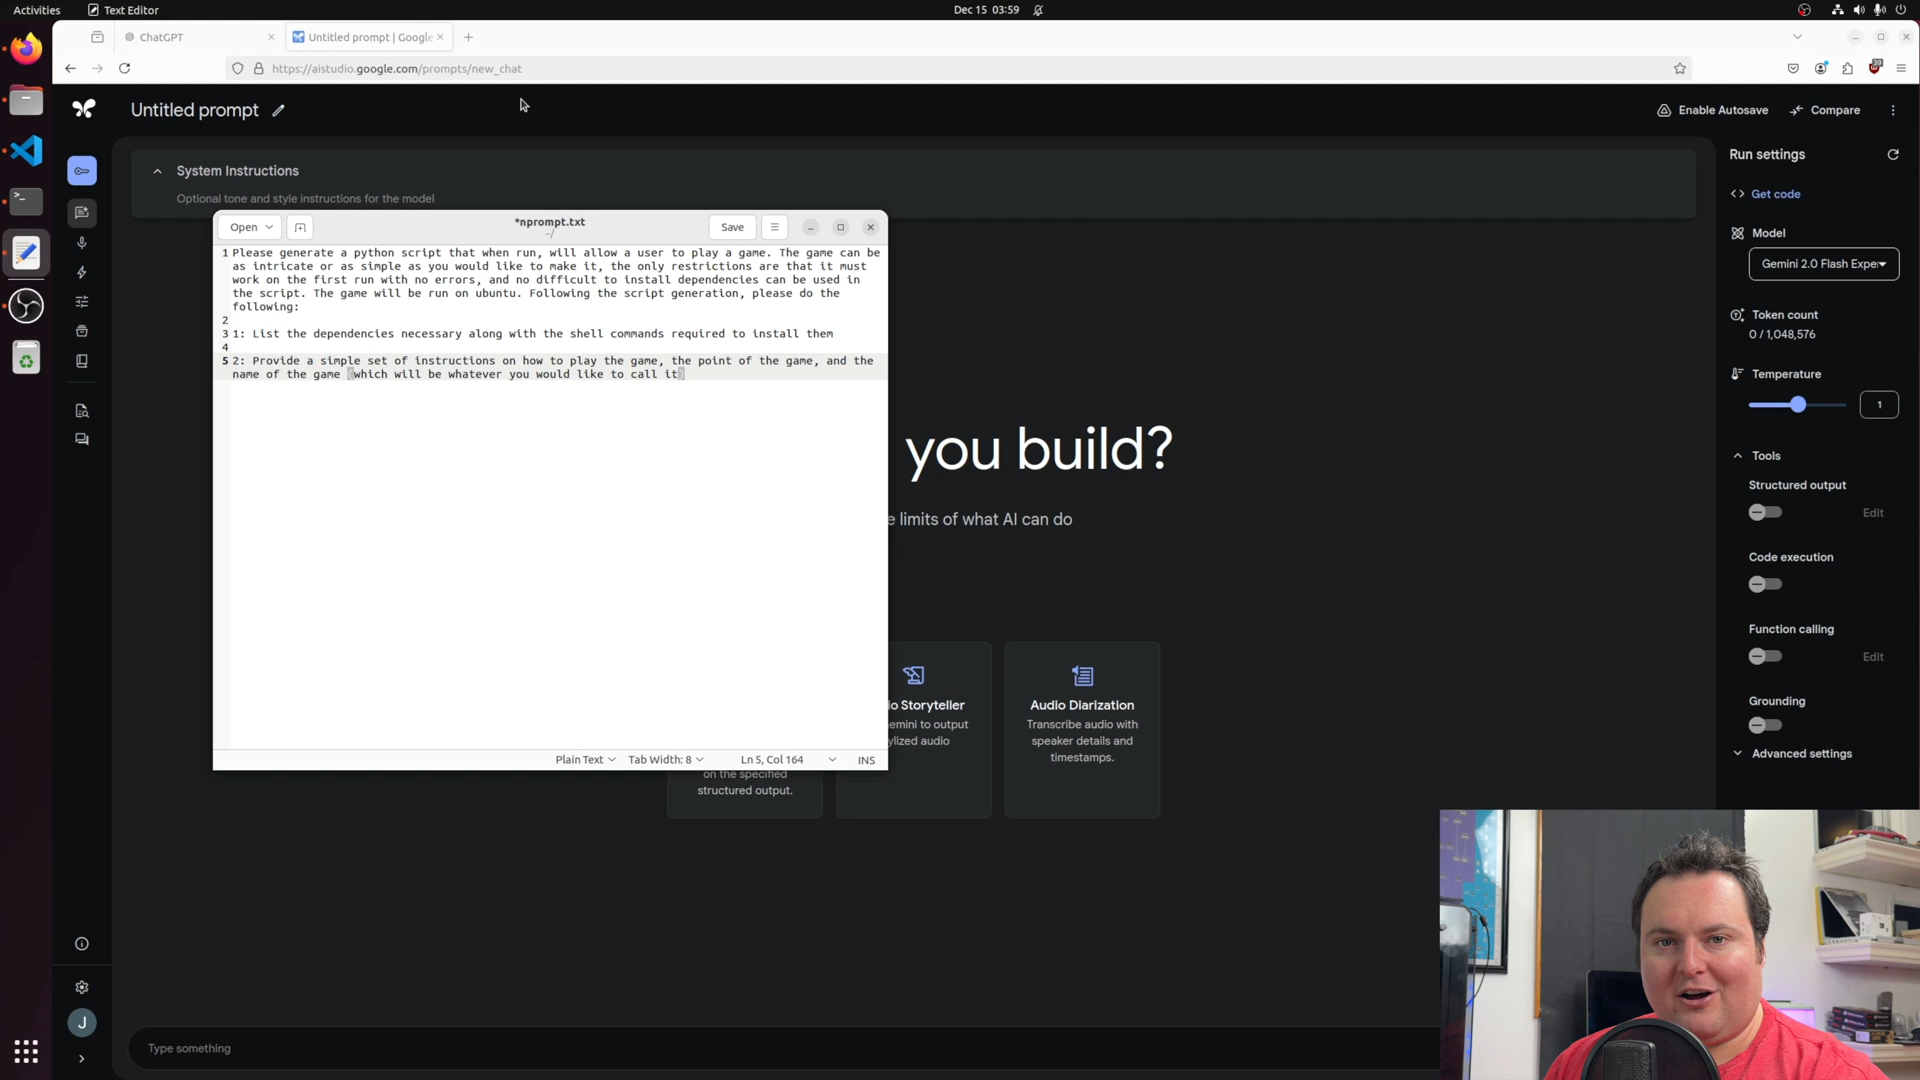 Activities
Text Editor
Dec 15 03:59
ChatGPT
Untitled prompt | Google
https://aistudio.google.com/prompts/new_chat
Untitled prompt
Enable Autosave
Compare
System Instructions
Optional tone and style instructions for the model
Open
*nprompt.txt
~/
Save
1 Please generate a python script that when run, will allow a user to play a game. The game can be
as intricate or as simple as you would like to make it, the only restrictions are that it must
work on the first run with no errors, and no difficult to install dependencies can be used in
the script. The game will be run on ubuntu. Following the script generation, please do the
following:
2
3 1: List the dependencies necessary along with the shell commands required to install them
4
5 2: Provide a simple set of instructions on how to play the game, the point of the game, and the
name of the game (which will be whatever you would like to call it)
Plain Text
Tab Width: 8
Ln 5, Col 164
INS
you build?
e limits of what AI can do
io Storyteller
emini to output
ylized audio
Audio Diarization
Transcribe audio with
speaker details and
timestamps.
on the specified
structured output.
Type something
J
Run settings
Get code
Model
Gemini 2.0 Flash Exper
Token count
0 / 1,048,576
Temperature
1
Tools
Structured output
Edit
Code execution
Function calling
Edit
Grounding
Advanced settings